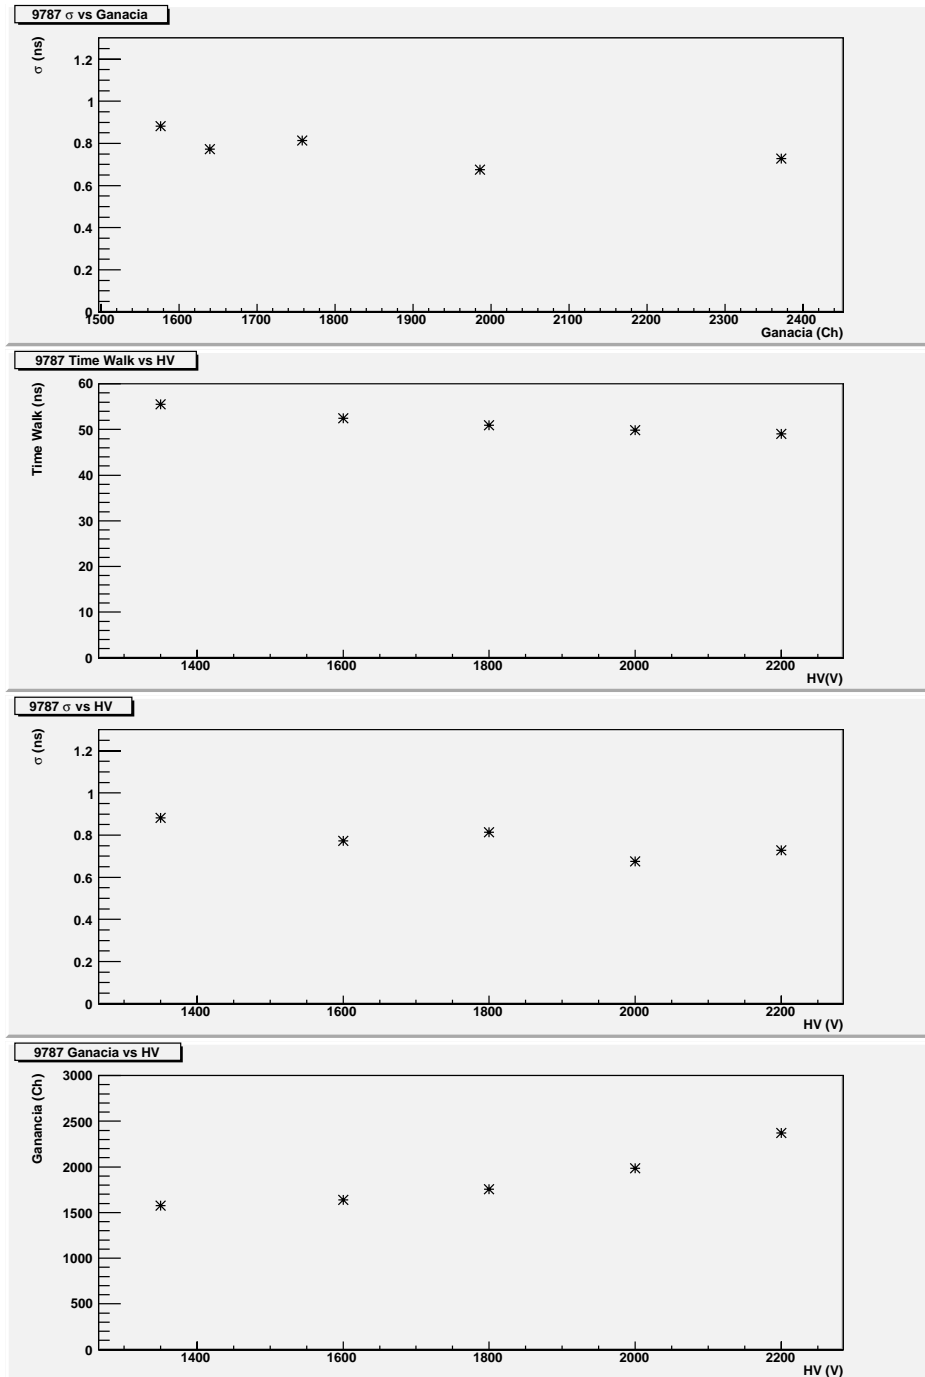 9787 σ vs Ganacia
σ (ns)
1.2
1
0.8
0.6
0.4
0.2
0
1500 1600 1700 1800 1900 2000 2100 2200 2300 2400
Ganacia (Ch)
9787 Time Walk vs HV
Time Walk (ns)
60
50
40
30
20
10
0
1400 1600 1800 2000 2200
HV(V)
9787 σ vs HV
σ (ns)
1.2
1
0.8
0.6
0.4
0.2
0
1400 1600 1800 2000 2200
HV (V)
9787 Ganacia vs HV
Ganancia (Ch)
3000
2500
2000
1500
1000
500
0
1400 1600 1800 2000 2200
HV (V)